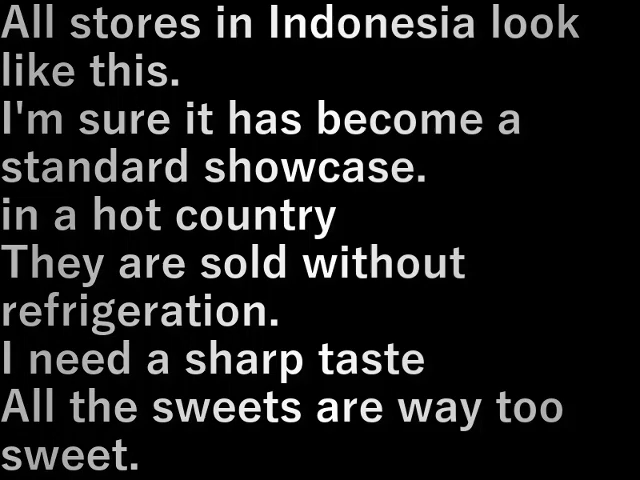 All stores in Indonesia look
like this.
I'm sure it has become a
standard showcase.
in a hot country
They are sold without
refrigeration.
I need a sharp taste
All the sweets are way too
sweet.